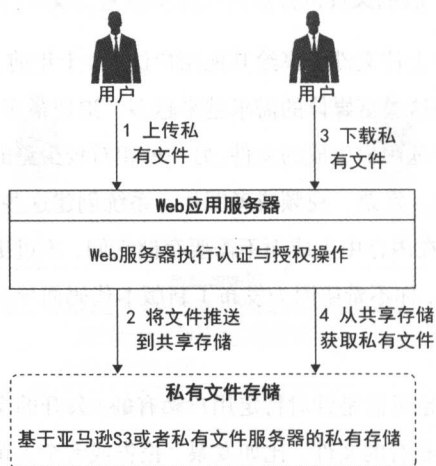 用户
用户
1 上传私
有文件
3 下载私
有文件
Web应用服务器
Web服务器执行认证与授权操作
2 将文件推送
到共享存储
4 从共享存储
获取私有文件
私有文件存储
基于亚马逊S3或者私有文件服务器的私有存储